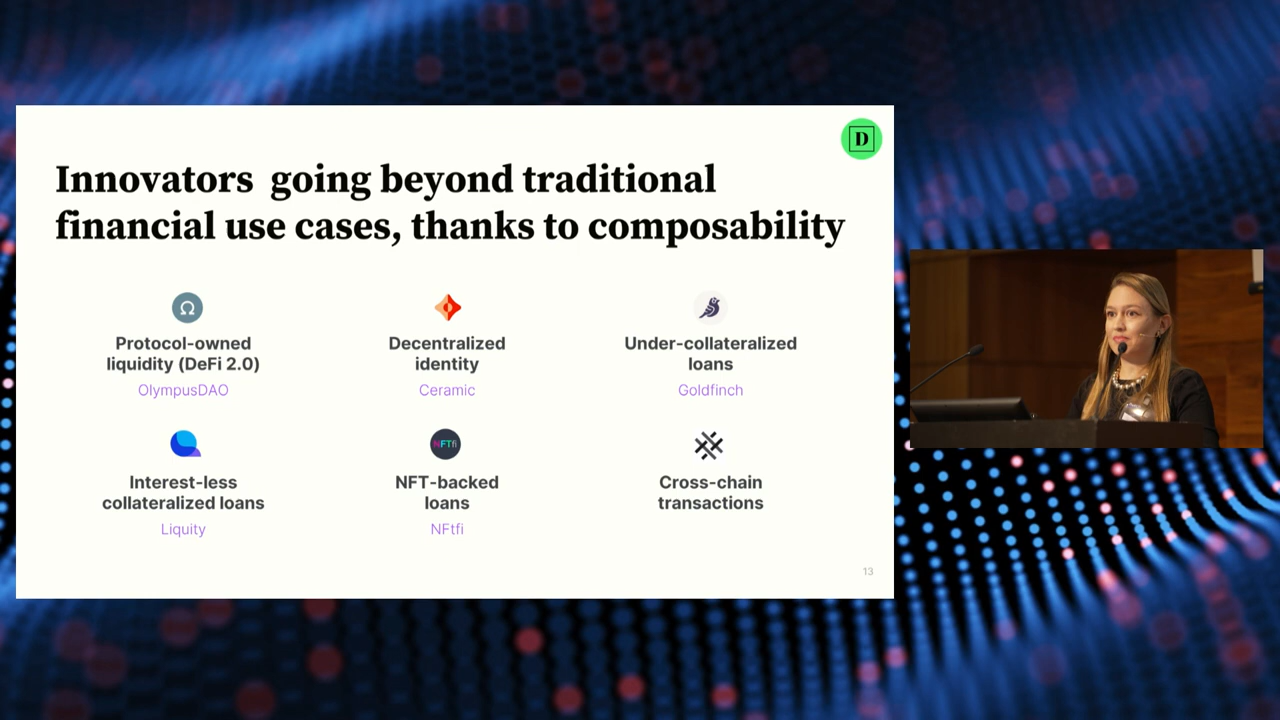 D
Innovators going beyond traditional
financial use cases, thanks to composability
Ω
Protocol-owned
liquidity (DeFi 2.0)
OlympusDAO
Decentralized
identity
Ceramic
Under-collateralized
loans
Goldfinch
Interest-less
collateralized loans
Liquity
NFTfi
NFT-backed
loans
NFtfi
Cross-chain
transactions
13